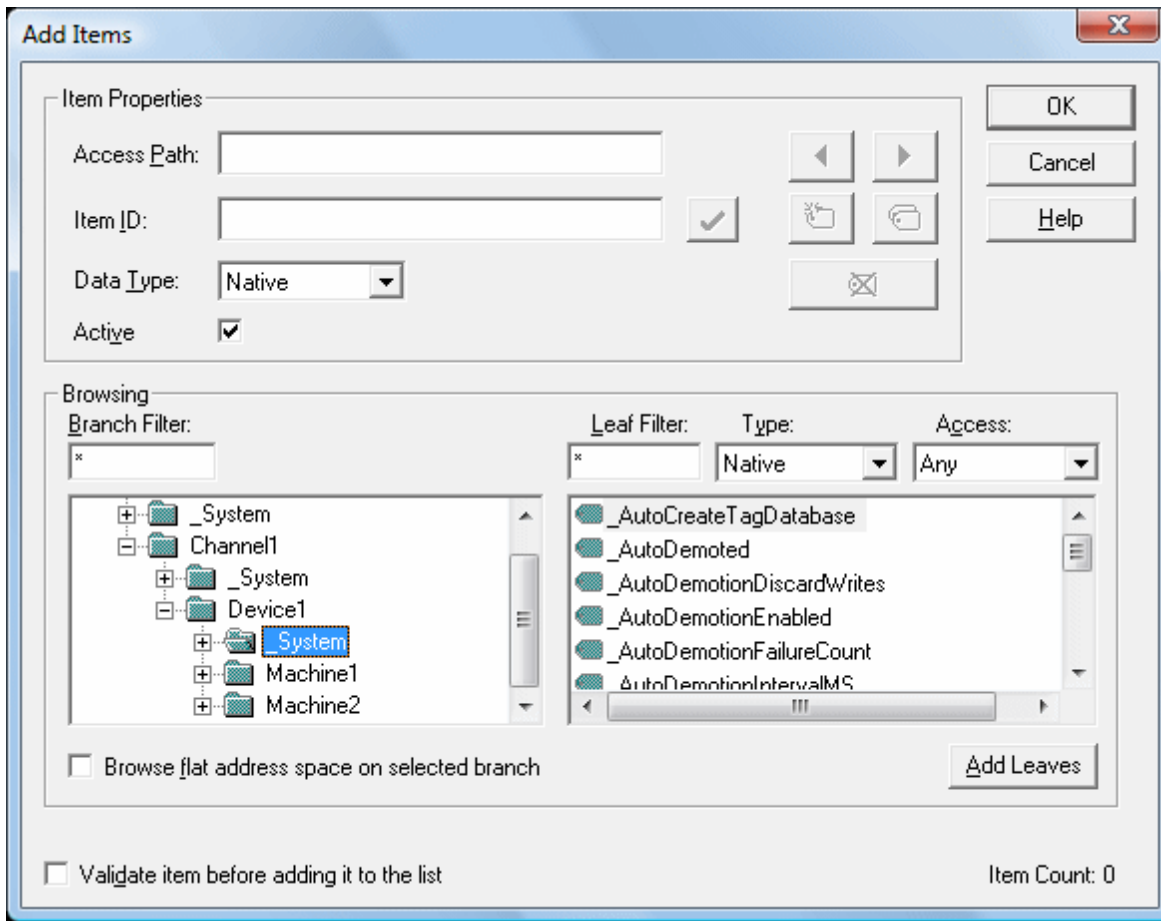 Add Items
Item Properties
Access Path:
Item ID:
Data Type: Native
Active
OK
Cancel
Help
Browsing
Branch Filter:
*
Leaf Filter: Type: Access:
* Native Any
_System
Channel1
_System
Device1
_System
Machine1
Machine2
_AutoCreateTagDatabase
_AutoDemoted
_AutoDemotionDiscardWrites
_AutoDemotionEnabled
_AutoDemotionFailureCount
_AutoDemotionIntervalMS
Browse flat address space on selected branch
Add Leaves
Validate item before adding it to the list
Item Count: 0